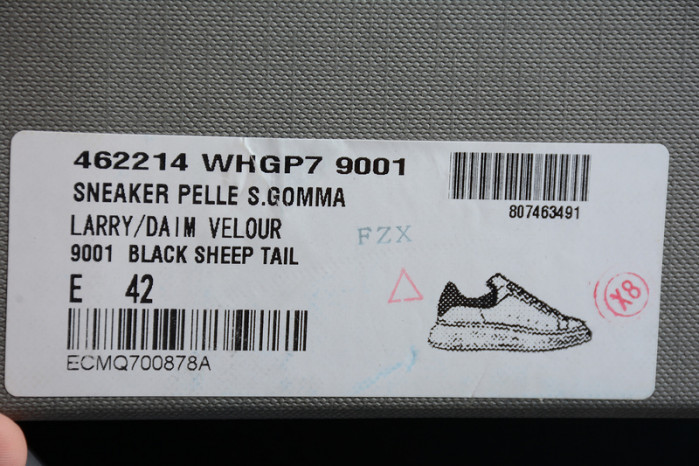 462214 WHGP7 9001
807463491
SNEAKER PELLE S.GOMMA
LARRY/DAIM VELOUR
FZX
9001 BLACK SHEEP TAIL
E 42
X8
ECMQ700878A